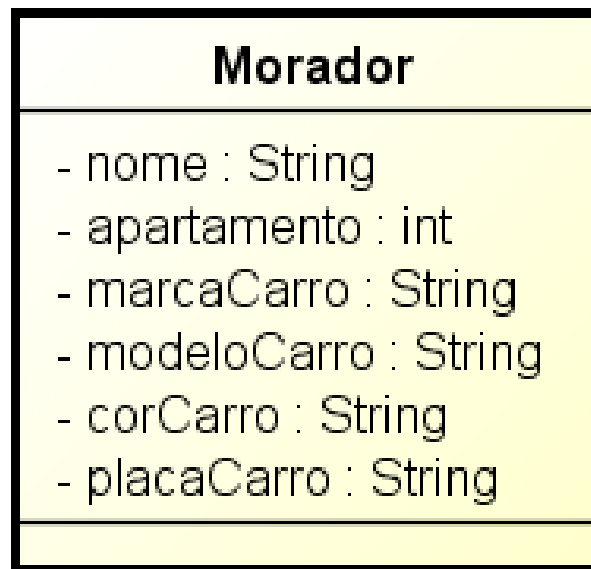 Morador
- nome : String
- apartamento : int
- marcaCarro : String
- modeloCarro : String
- corCarro : String
- placaCarro : String